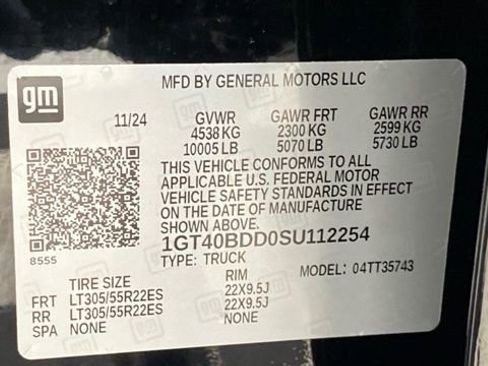 gm
MFD BY GENERAL MOTORS LLC
11/24 GVWR GAWR FRT GAWR RR
4538 KG 2300 KG 2599 KG
10005 LB 5070 LB 5730 LB
THIS VEHICLE CONFORMS TO ALL
APPLICABLE U.S. FEDERAL MOTOR
VEHICLE SAFETY STANDARDS IN EFFECT
ON THE DATE OF MANUFACTURE
SHOWN ABOVE.
1GT40BDD0SU112254
8555
TYPE: TRUCK MODEL: 04TT35743
TIRE SIZE RIM
FRT LT305/55R22ES 22X9.5J
RR LT305/55R22ES 22X9.5J
SPA NONE NONE